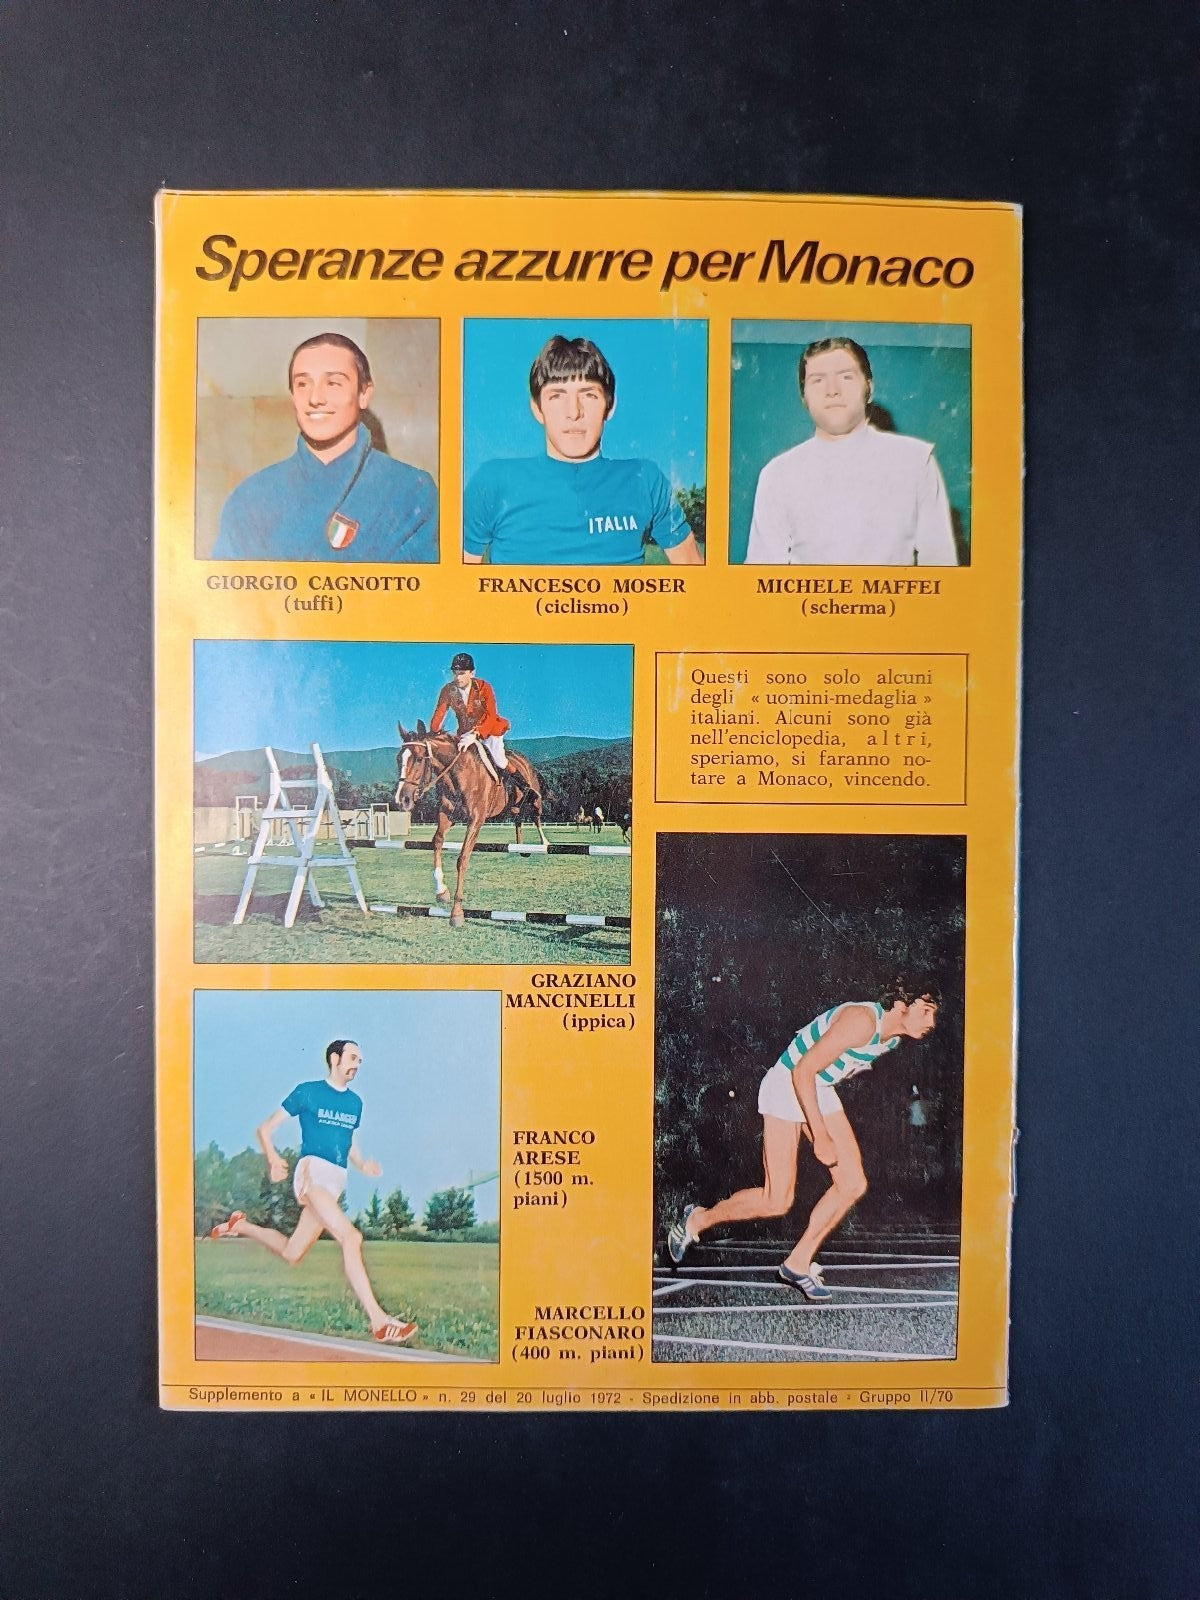 Speranze azzurre per Monaco
ITALIA
GIORGIO CAGNOTTO
(tuffi)
FRANCESCO MOSER
(ciclismo)
MICHELE MAFFEI
(scherma)
Questi sono solo alcuni
degli « uomini-medaglia »
italiani. Alcuni sono già
nell'enciclopedia, altri,
speriamo, si faranno no-
tare a Monaco, vincendo.
GRAZIANO
MANCINELLI
(ippica)
FRANCO
ARESE
(1500 m.
piani)
MARCELLO
FIASCONARO
(400 m. piani)
Supplemento a « IL MONELLO » n. 29 del 20 luglio 1972 - Spedizione in abb. postale - Gruppo II/70